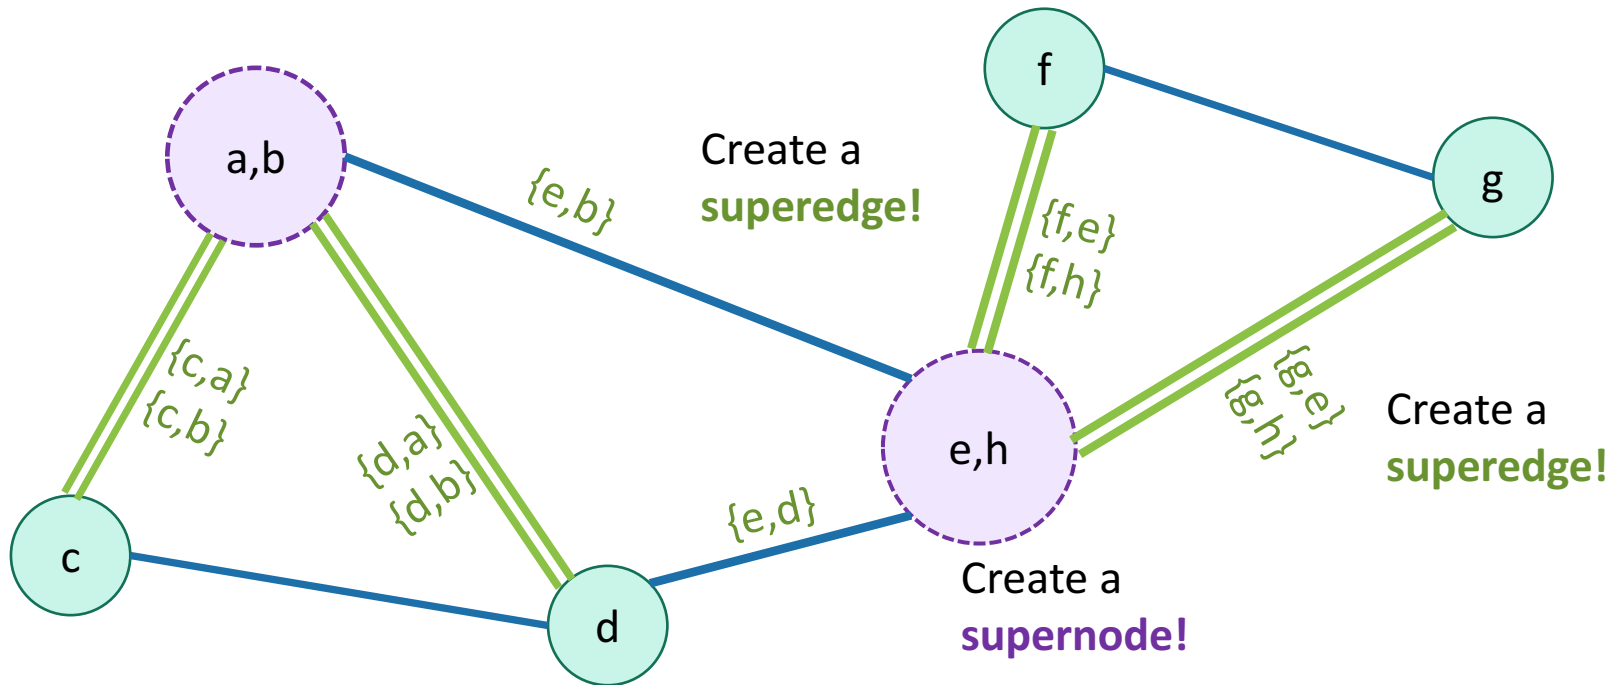 f
a,b
Create a
superedge!
{e,b}
g
{f,e}
{f,h}
{c,a}
{c,b}
{g,e}
{g,h}
Create a
superedge!
{d,a}
{d,b}
e,h
{e,d}
c
Create a
supernode!
d